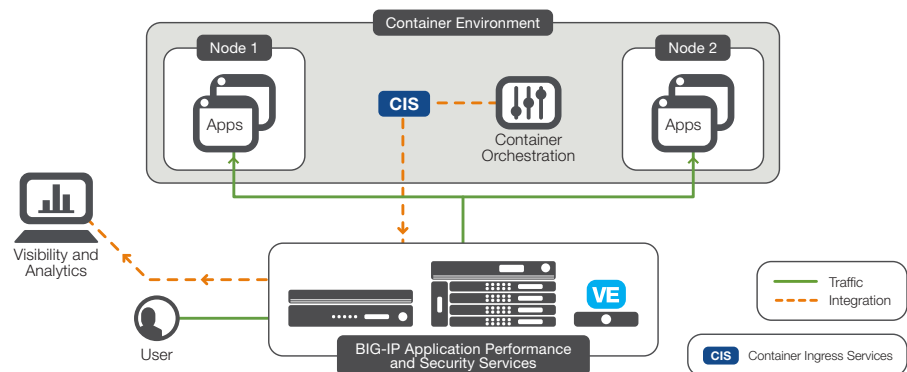 Container Environment
Node 1
Node 2
Apps
CIS
Container
Orchestration
Apps
Visibility and
Analytics
User
VE
BIG-IP Application Performance
and Security Services
Traffic
Integration
CIS Container Ingress Services